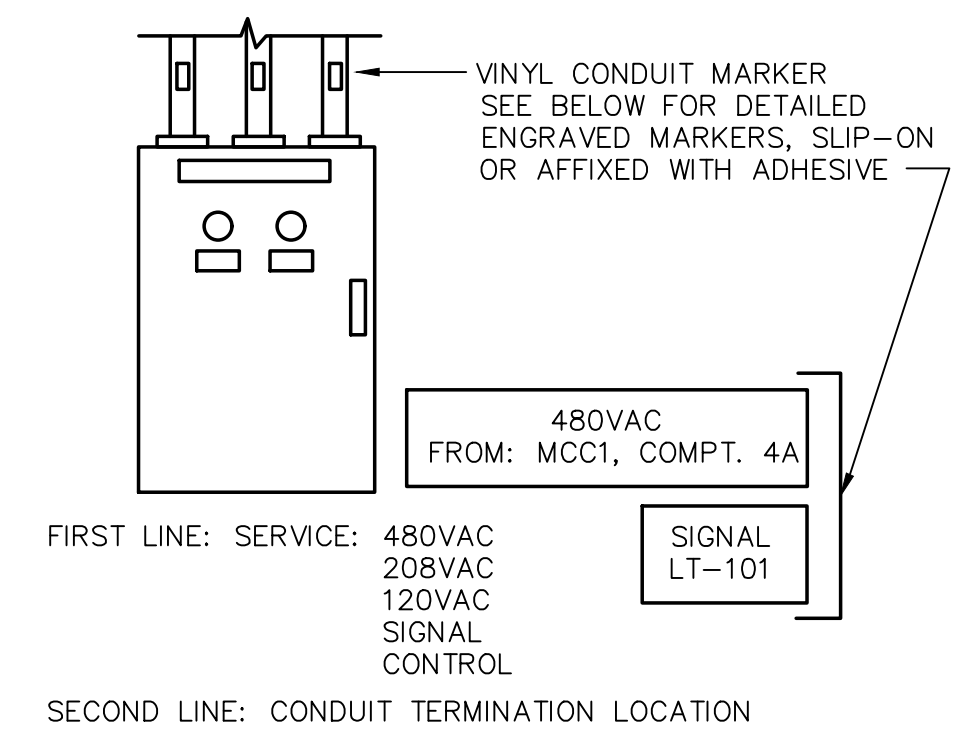 VINYL CONDUIT MARKER
SEE BELOW FOR DETAILED
ENGRAVED MARKERS, SLIP-ON
OR AFFIXED WITH ADHESIVE
480VAC
FROM: MCC1, COMPT. 4A
SIGNAL
LT-101
FIRST LINE: SERVICE: 480VAC
208VAC
120VAC
SIGNAL
CONTROL
SECOND LINE: CONDUIT TERMINATION LOCATION